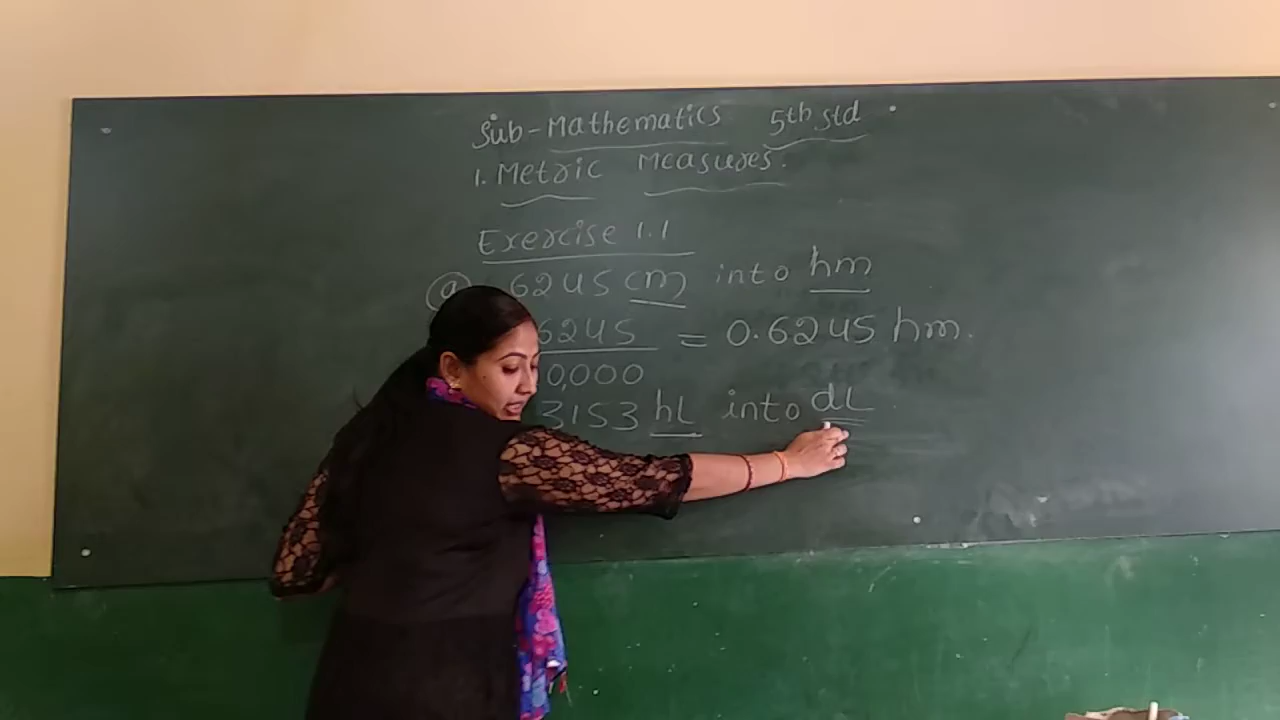 Sub-Mathematics 5th std
1. Metric Measures.
Exercise 1.1
(a) 6245 cm into hm
6245 = 0.6245 hm.
0,000
3153 hl into dl